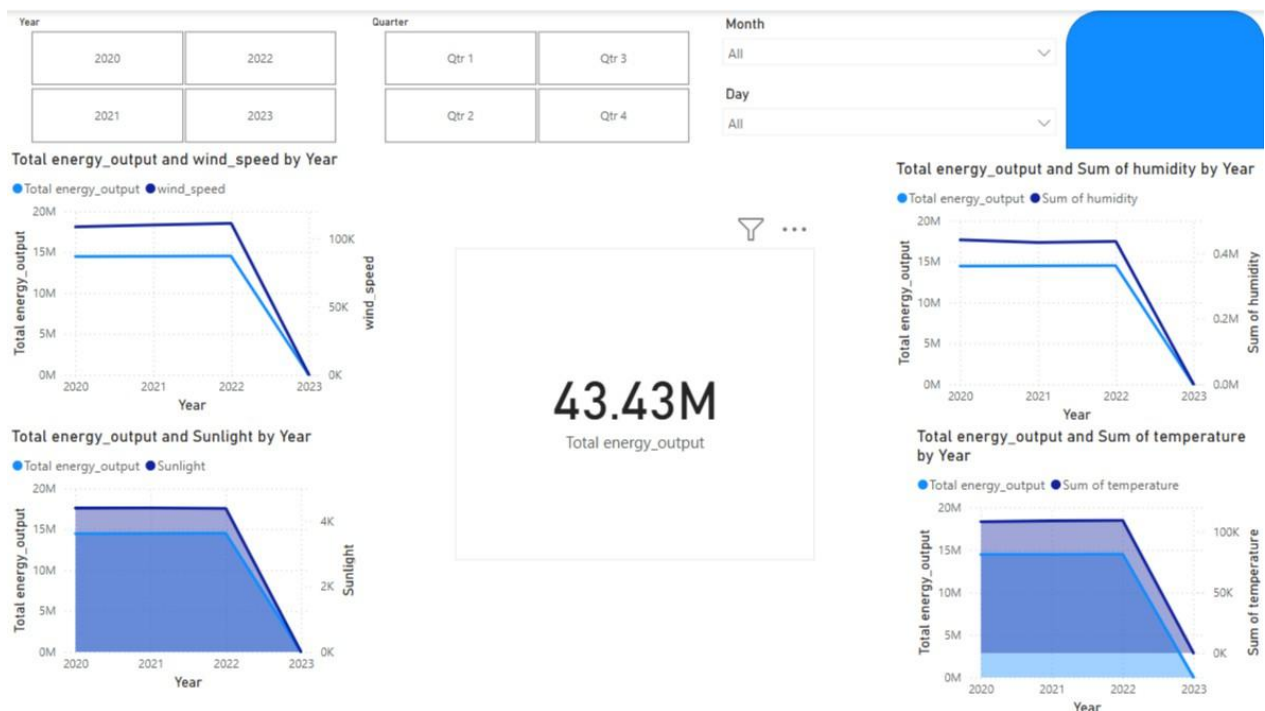 Year
2020
2022
2021
2023
Quarter
Qtr 1
Qtr 3
Qtr 2
Qtr 4
Month
All
Day
All
Total energy_output and wind_speed by Year
Total energy_output wind_speed
20M
15M
10M
5M
0M
Total energy_output
100K
50K
0K
wind_speed
2020 2021 2022 2023
Year
Total energy_output and Sunlight by Year
Total energy_output Sunlight
20M
15M
10M
5M
0M
Total energy_output
4K
2K
0K
Sunlight
2020 2021 2022 2023
Year
43.43M
Total energy_output
Total energy_output and Sum of humidity by Year
Total energy_output Sum of humidity
20M
15M
10M
5M
0M
Total energy_output
0.4M
0.2M
0.0M
Sum of humidity
2020 2021 2022 2023
Year
Total energy_output and Sum of temperature
by Year
Total energy_output Sum of temperature
20M
15M
10M
5M
0M
Total energy_output
100K
50K
0K
Sum of temperature
2020 2021 2022 2023
Year